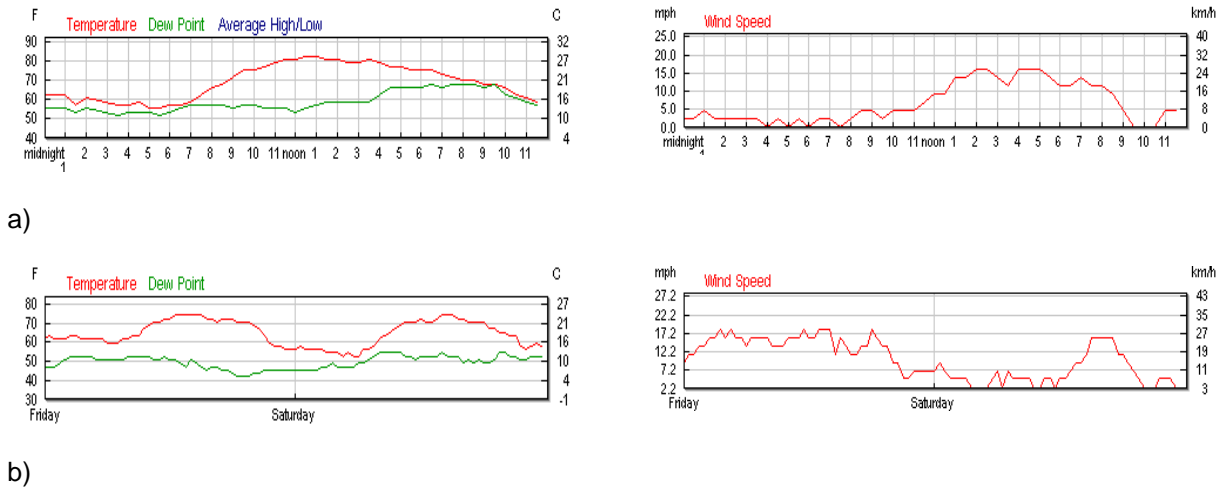 F Temperature Dew Point Average High/Low C
90 32
80 27
70 21
60 16
50 10
40 4
midnight 1 2 3 4 5 6 7 8 9 10 11 noon 1 2 3 4 5 6 7 8 9 10 11
mph Wind Speed km/h
25.0 40
20.0 32
15.0 24
10.0 16
5.0 8
0.0 0
midnight 1 2 3 4 5 6 7 8 9 10 11 noon 1 2 3 4 5 6 7 8 9 10 11
a)
F Temperature Dew Point C
80 27
70 21
60 16
50 10
40 4
30 -1
Friday Saturday
mph Wind Speed km/h
27.2 43
22.2 35
17.2 27
12.2 19
7.2 11
2.2 3
Friday Saturday
b)